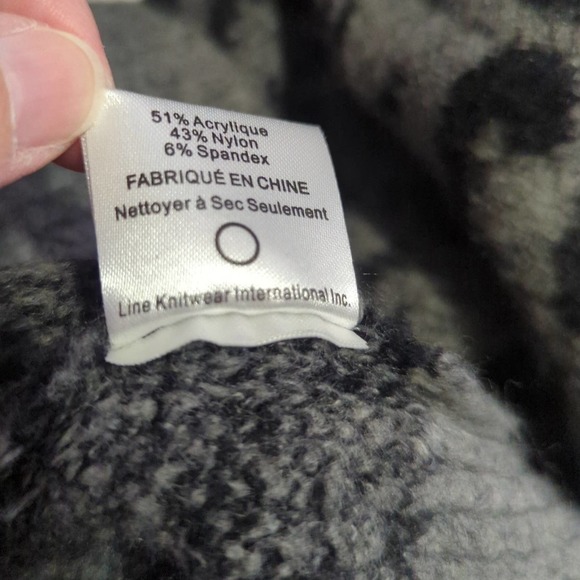 51% Acrylique
43% Nylon
6% Spandex
FABRIQUÉ EN CHINE
Nettoyer à Sec Seulement
Line Knitwear International Inc.